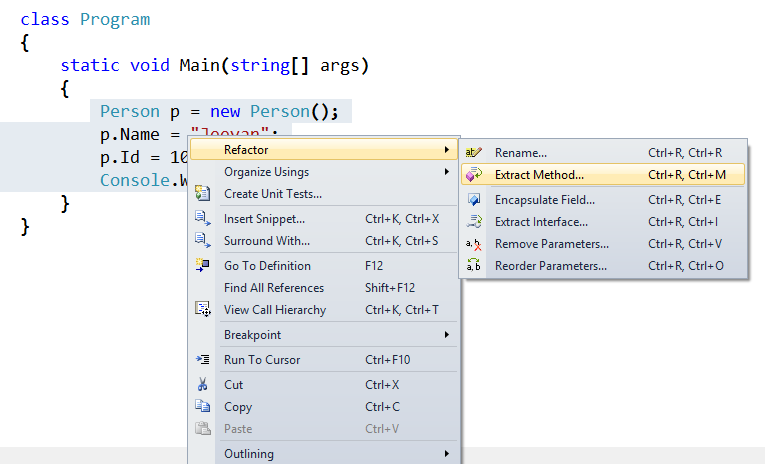 class Program
{
static void Main(string[] args)
{
Person p = new Person();
p.Name = "Jeevan";
p.Id = 10
Console.W
}
}
Refactor
Organize Usings
Create Unit Tests...
Insert Snippet... Ctrl+K, Ctrl+X
Surround With... Ctrl+K, Ctrl+S
Go To Definition F12
Find All References Shift+F12
View Call Hierarchy Ctrl+K, Ctrl+T
Breakpoint
Run To Cursor Ctrl+F10
Cut Ctrl+X
Copy Ctrl+C
Paste Ctrl+V
Outlining
Rename... Ctrl+R, Ctrl+R
Extract Method... Ctrl+R, Ctrl+M
Encapsulate Field... Ctrl+R, Ctrl+E
Extract Interface... Ctrl+R, Ctrl+I
Remove Parameters... Ctrl+R, Ctrl+V
Reorder Parameters... Ctrl+R, Ctrl+O